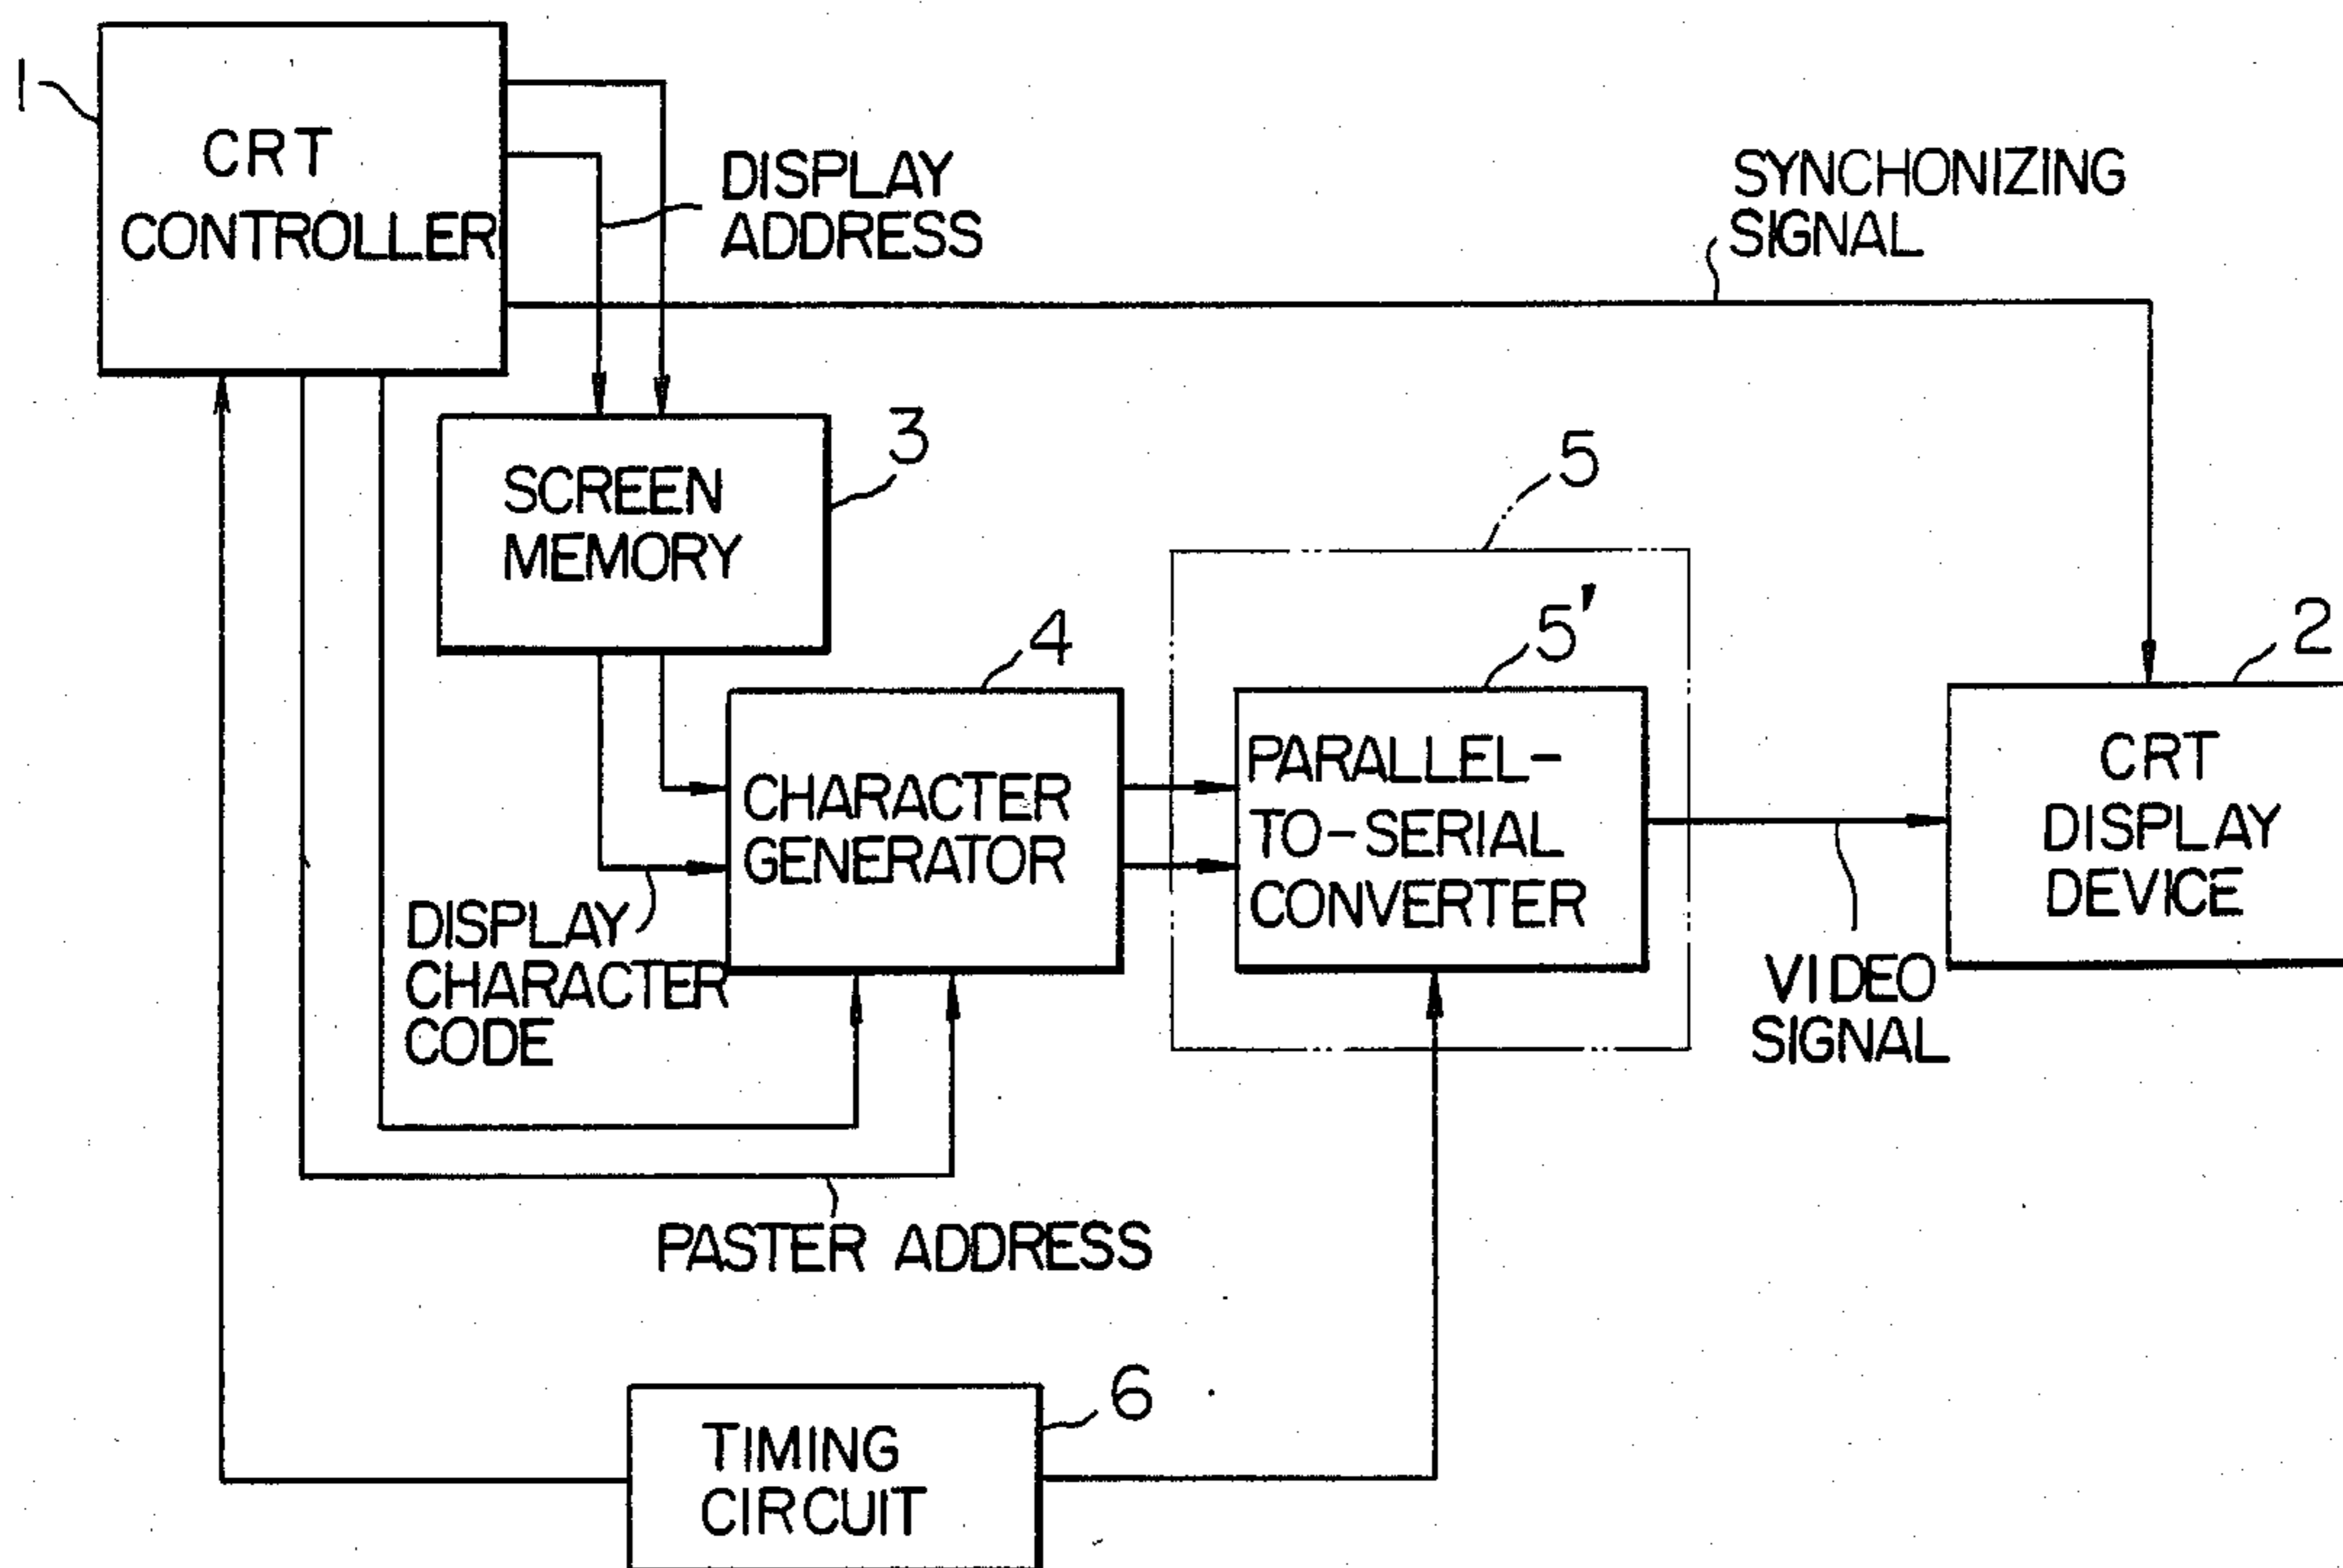 1
CRT
CONTROLLER
DISPLAY
ADDRESS
SYNCHONIZING
SIGNAL
3
SCREEN
MEMORY
5
5'
4
2
CHARACTER
GENERATOR
PARALLEL-
TO-SERIAL
CONVERTER
CRT
DISPLAY
DEVICE
DISPLAY
CHARACTER
CODE
VIDEO
SIGNAL
PASTER ADDRESS
6
TIMING
CIRCUIT